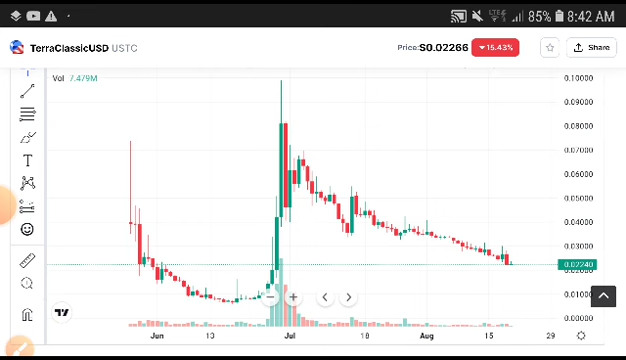 LTE 85% 8:42 AM
TerraClassicUSD USTC Price:$0.02266 ▼15.43% Share
Vol 7.479M
0.10000
0.09000
0.08000
0.07000
0.06000
0.05000
0.04000
0.03000
0.02240
0.01000
0.00000
T
Jun 13 Jul 18 Aug 15 29